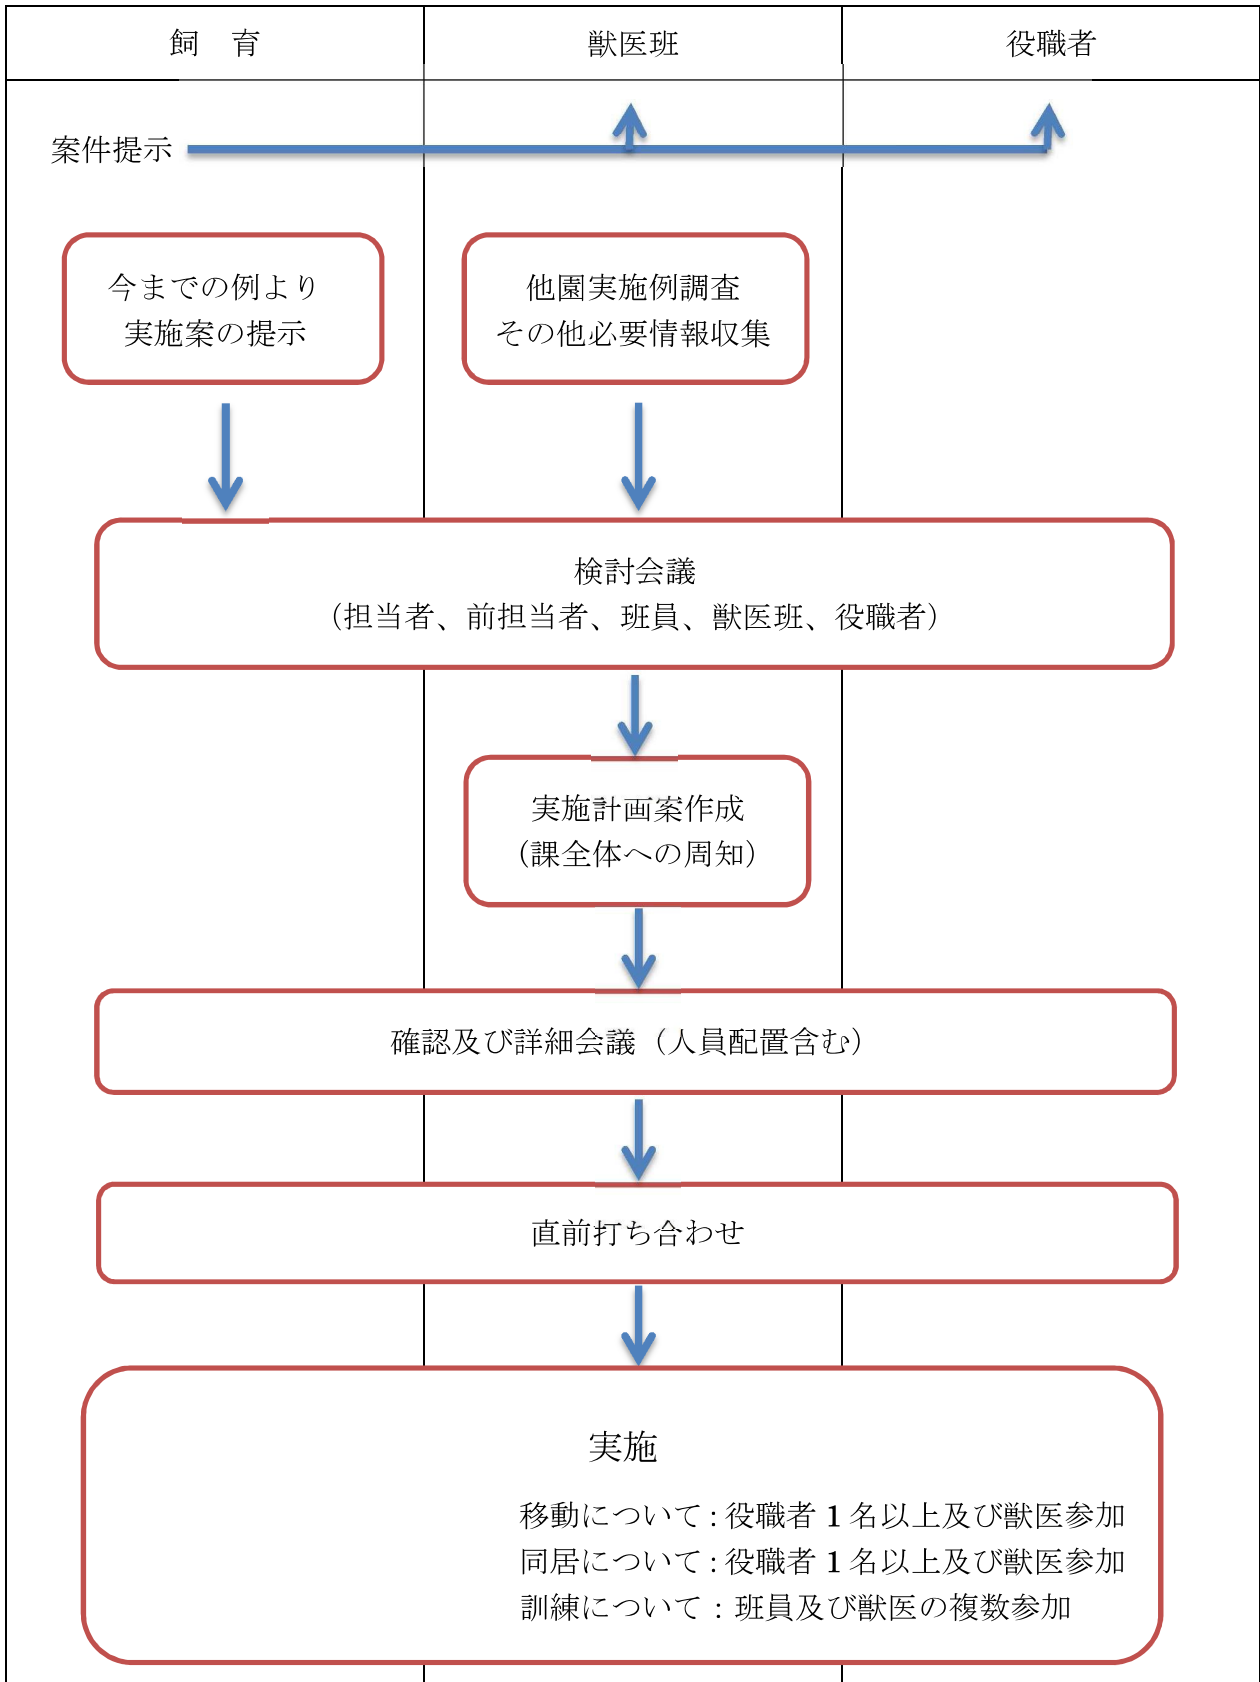 飼　育
獣医班
役職者
案件提示
今までの例より
実施案の提示
他園実施例調査
その他必要情報収集
検討会議
（担当者、前担当者、班員、獣医班、役職者）
実施計画案作成
（課全体への周知）
確認及び詳細会議（人員配置含む）
直前打ち合わせ
実施
移動について：役職者 1 名以上及び獣医参加
同居について：役職者 1 名以上及び獣医参加
訓練について：班員及び獣医の複数参加